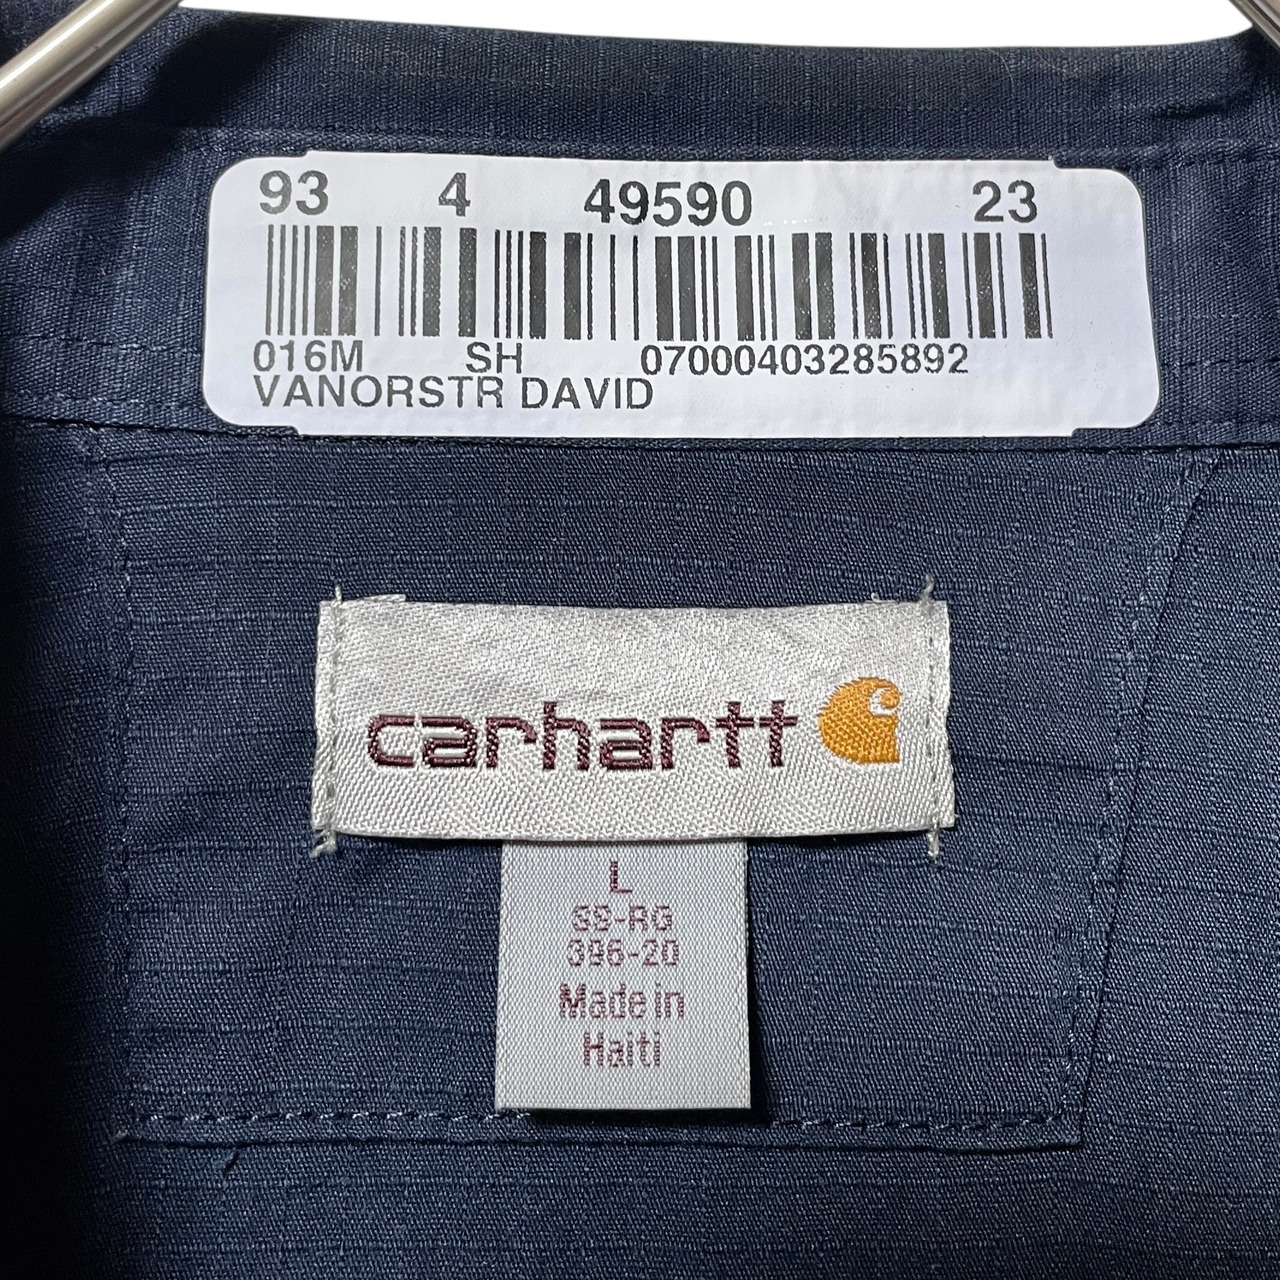 93 4 49590 23
016M SH 07000403285892
VANORSTR DAVID
carhartt
L
SS-RG
396-20
Made in
Haiti